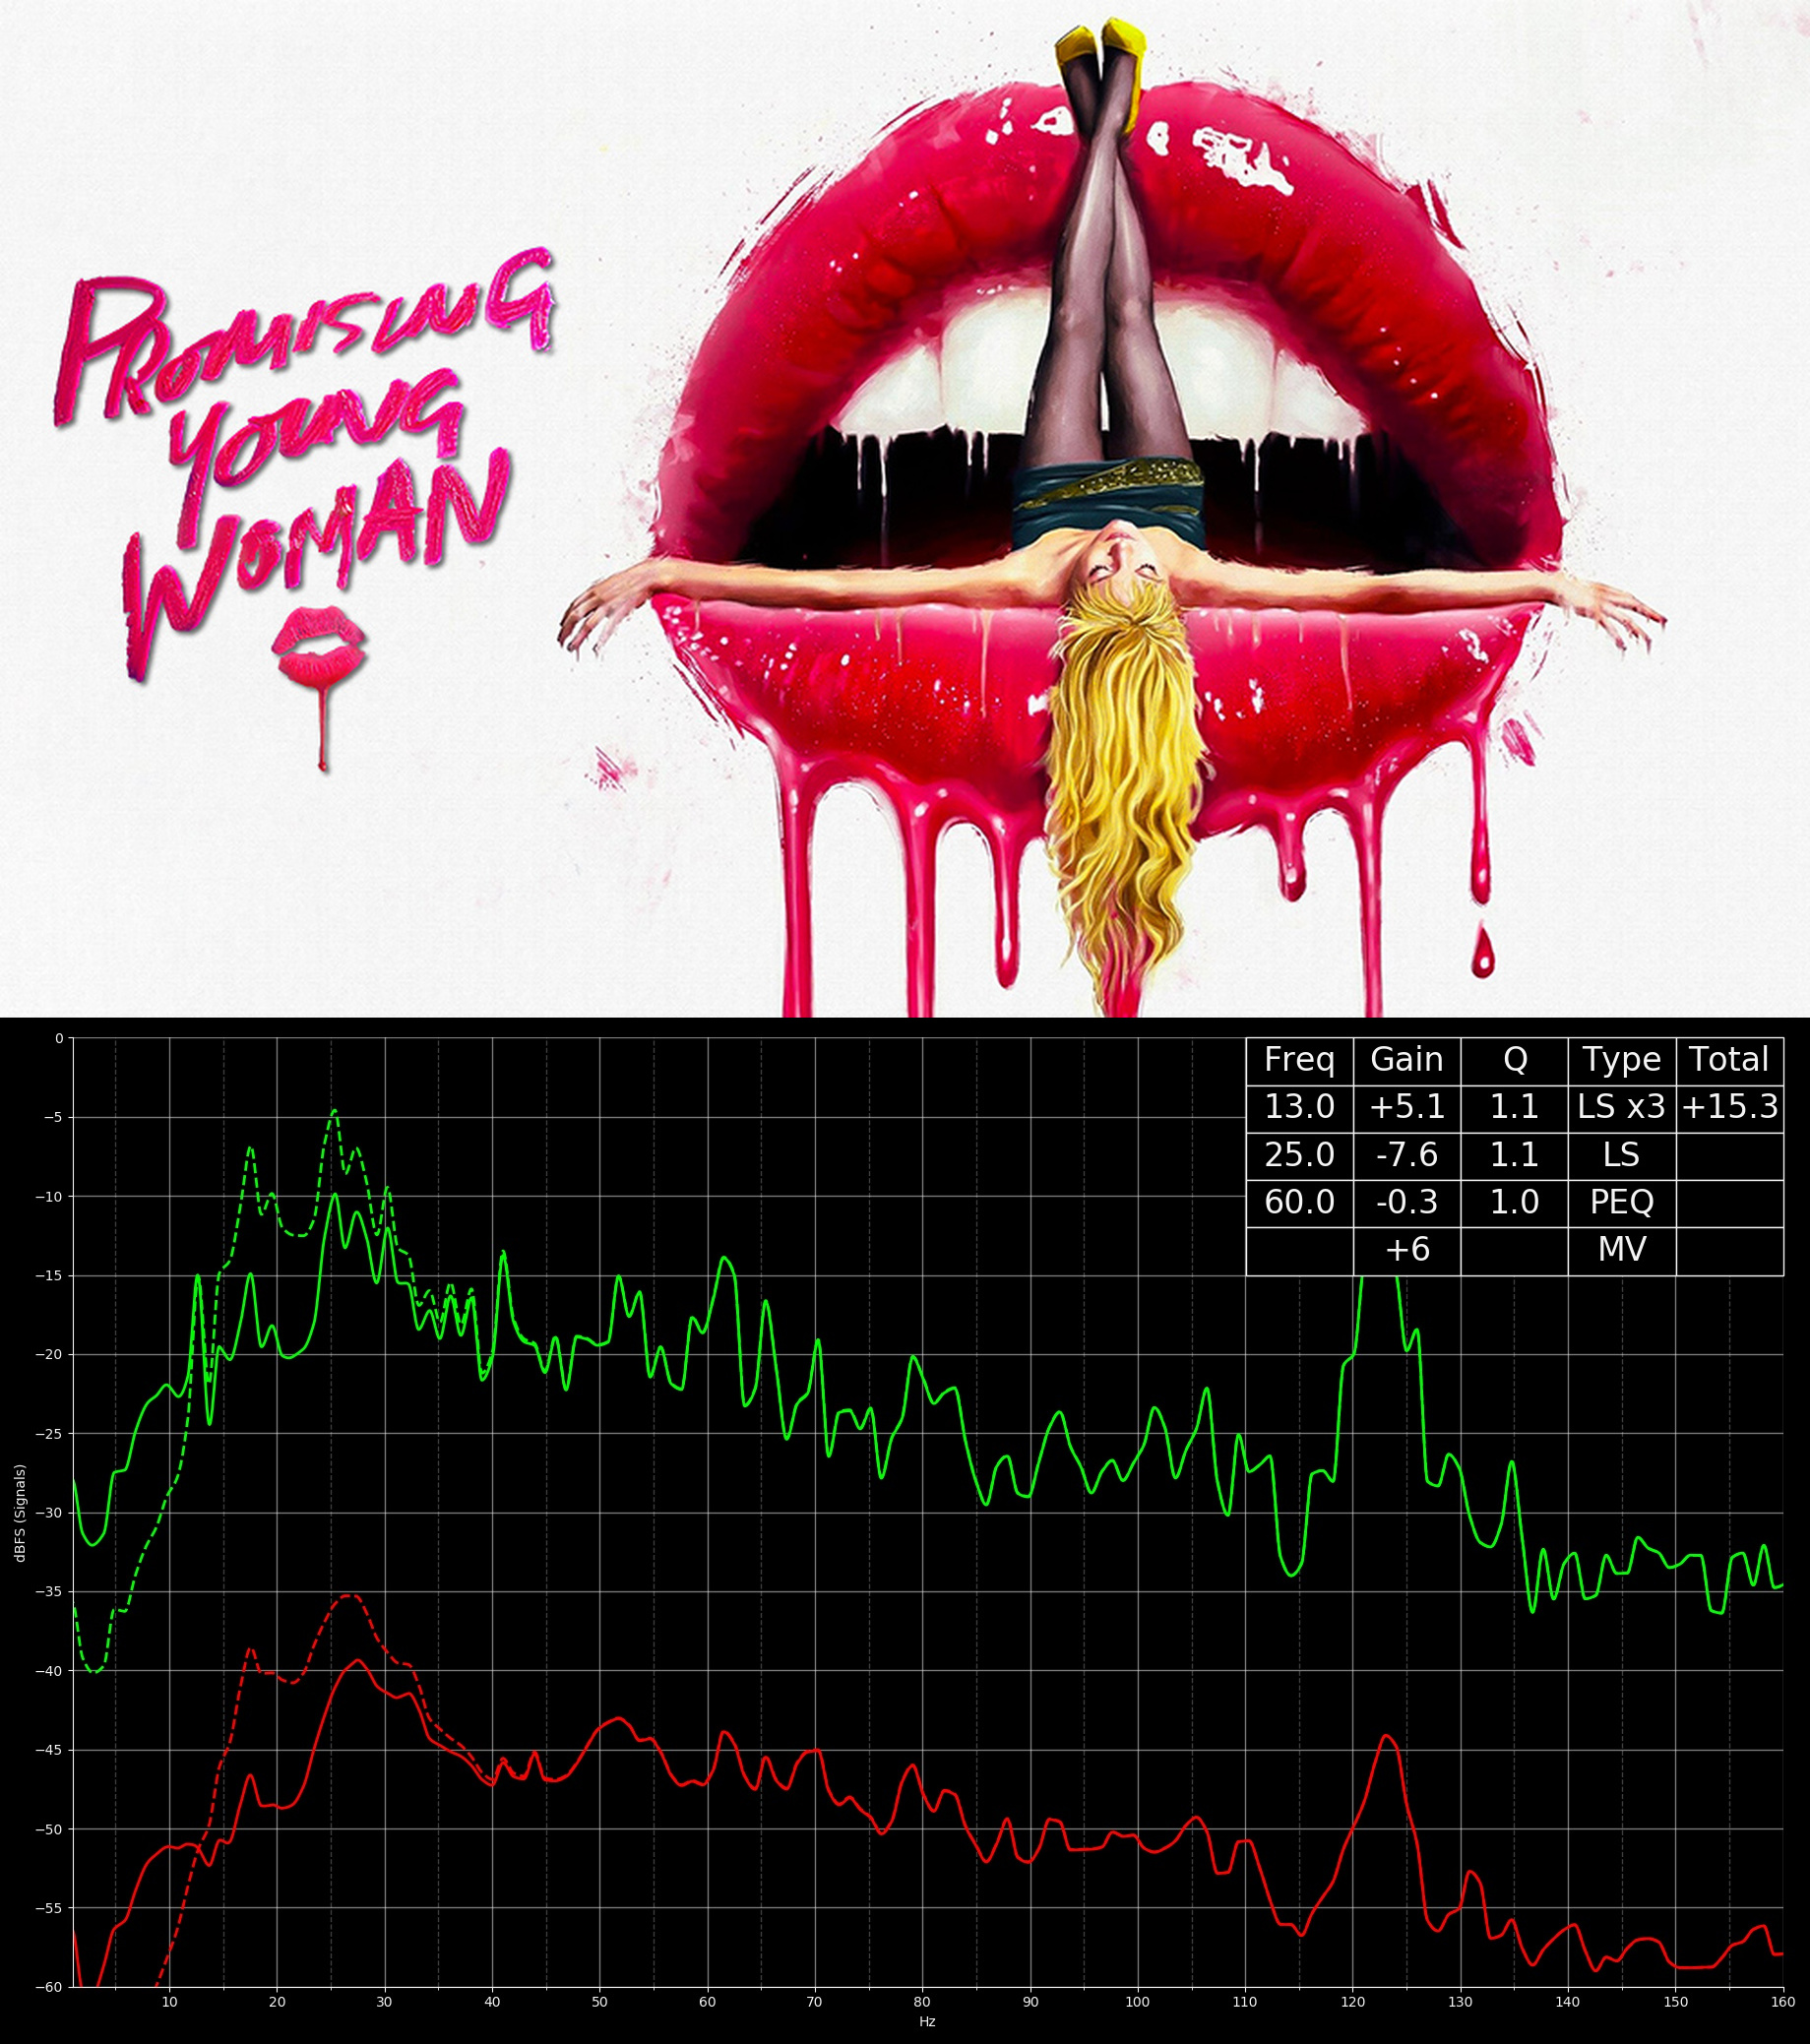 PROMISING
YOUNG
WOMAN
Freq Gain Q Type Total
13.0 +5.1 1.1 LS x3 +15.3
25.0 -7.6 1.1 LS
60.0 -0.3 1.0 PEQ
+6 MV
0
−5
−10
−15
−20
−25
−30
−35
−40
−45
−50
−55
−60
dBFS (Signals)
10 20 30 40 50 60 70 80 90 100 110 120 130 140 150 160
Hz